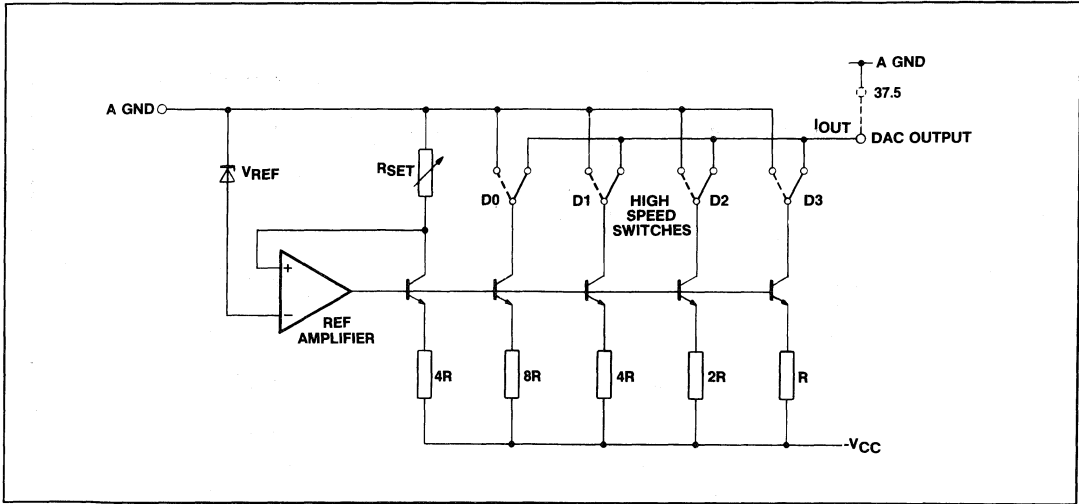 A GND
37.5
A GND
IOUT
DAC OUTPUT
VREF
RSET
D0
D1
HIGH
SPEED
SWITCHES
D2
D3
+
−
REF
AMPLIFIER
4R
8R
4R
2R
R
-VCC